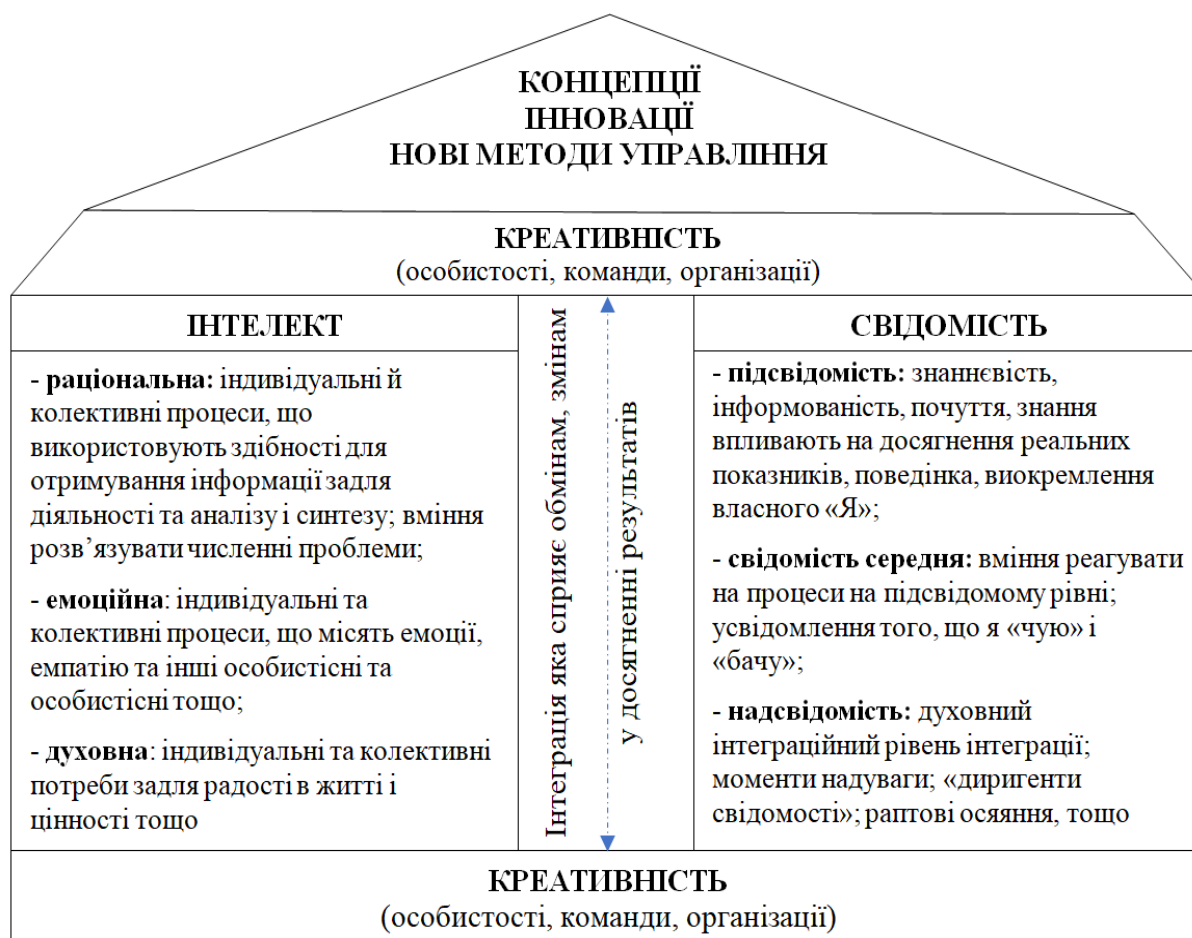 КОНЦЕПЦІЇ
ІННОВАЦІЇ
НОВІ МЕТОДИ УПРАВЛІННЯ
КРЕАТИВНІСТЬ
(особистості, команди, організації)
ІНТЕЛЕКТ
- раціональна: індивідуальні й
колективні процеси, що
використовують здібності для
отримування інформації задля
діяльності та аналізу і синтезу; вміння
розв’язувати численні проблеми;
- емоційна: індивідуальні та
колективні процеси, що місять емоції,
емпатію та інші особистісні та
особистісні тощо;
- духовна: індивідуальні та колективні
потреби задля радості в житті і
цінності тощо
Інтеграція яка сприяє обмінам, змінам
у досягненні результатів
СВІДОМІСТЬ
- підсвідомість: знаннєвість,
інформованість, почуття, знання
впливають на досягнення реальних
показників, поведінка, виокремлення
власного «Я»;
- свідомість середня: вміння реагувати
на процеси на підсвідомому рівні;
усвідомлення того, що я «чую» і
«бачу»;
- надсвідомість: духовний
інтеграційний рівень інтеграції;
моменти надуваги; «диригенти
свідомості»; раптові осяяння, тощо
КРЕАТИВНІСТЬ
(особистості, команди, організації)